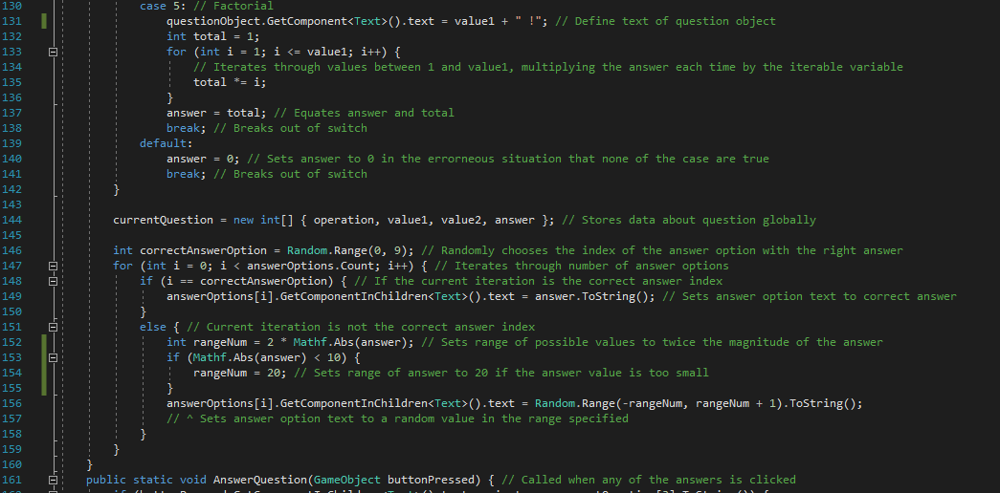 130 case 5: // Factorial
131 questionObject.GetComponent<Text>().text = value1 + " !"; // Define text of question object
132 int total = 1;
133 for (int i = 1; i <= value1; i++) {
134 // Iterates through values between 1 and value1, multiplying the answer each time by the iterable variable
135 total *= i;
136 }
137 answer = total; // Equates answer and total
138 break; // Breaks out of switch
139 default:
140 answer = 0; // Sets answer to 0 in the errorneous situation that none of the case are true
141 break; // Breaks out of switch
142 }
143
144 currentQuestion = new int[] { operation, value1, value2, answer }; // Stores data about question globally
145
146 int correctAnswerOption = Random.Range(0, 9); // Randomly chooses the index of the answer option with the right answer
147 for (int i = 0; i < answerOptions.Count; i++) { // Iterates through number of answer options
148 if (i == correctAnswerOption) { // If the current iteration is the correct answer index
149 answerOptions[i].GetComponentInChildren<Text>().text = answer.ToString(); // Sets answer option text to correct answer
150 }
151 else { // Current iteration is not the correct answer index
152 int rangeNum = 2 * Mathf.Abs(answer); // Sets range of possible values to twice the magnitude of the answer
153 if (Mathf.Abs(answer) < 10) {
154 rangeNum = 20; // Sets range of answer to 20 if the answer value is too small
155 }
156 answerOptions[i].GetComponentInChildren<Text>().text = Random.Range(-rangeNum, rangeNum + 1).ToString();
157 // ^ Sets answer option text to a random value in the range specified
158 }
159 }
160 }
161 public static void AnswerQuestion(GameObject buttonPressed) { // Called when any of the answers is clicked